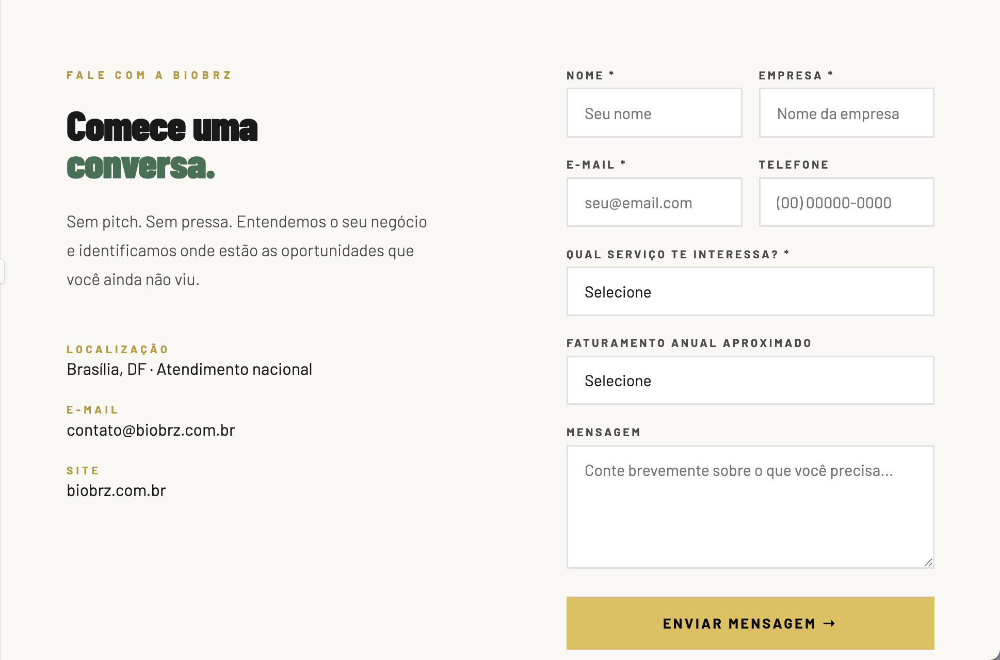 FALE COM A BIOBRZ
Comece uma
conversa.
Sem pitch. Sem pressa. Entendemos o seu negócio
e identificamos onde estão as oportunidades que
você ainda não viu.
LOCALIZAÇÃO
Brasília, DF · Atendimento nacional
E-MAIL
contato@biobrz.com.br
SITE
biobrz.com.br
NOME *
Seu nome
EMPRESA *
Nome da empresa
E-MAIL *
seu@email.com
TELEFONE
(00) 00000-0000
QUAL SERVIÇO TE INTERESSA? *
Selecione
FATURAMENTO ANUAL APROXIMADO
Selecione
MENSAGEM
Conte brevemente sobre o que você precisa...
ENVIAR MENSAGEM →